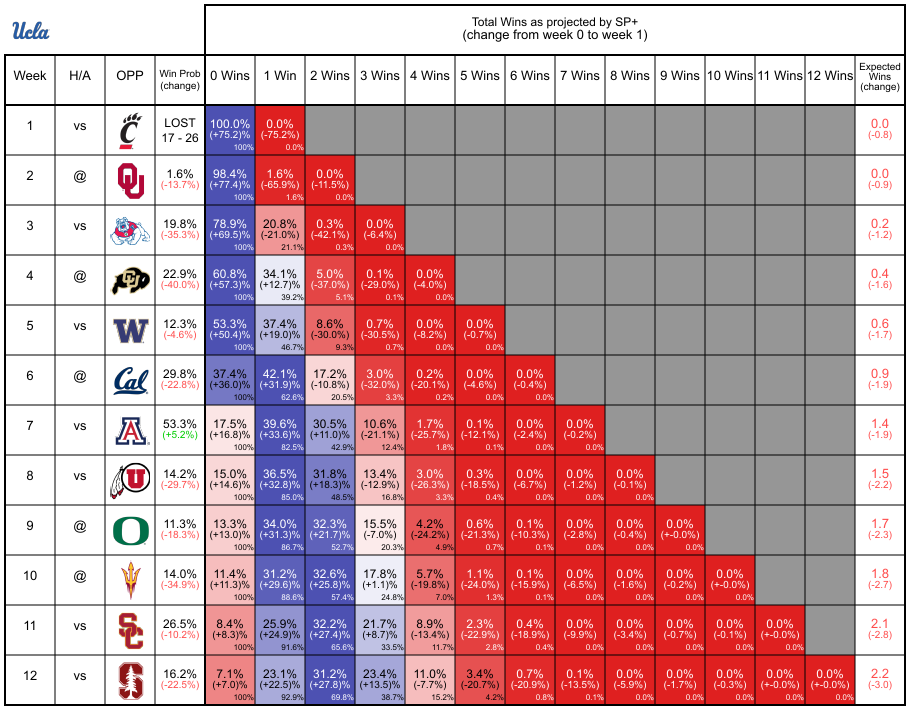 Ucla
Total Wins as projected by SP+
(change from week 0 to week 1)
Week H/A OPP Win Prob (change) 0 Wins 1 Win 2 Wins 3 Wins 4 Wins 5 Wins 6 Wins 7 Wins 8 Wins 9 Wins 10 Wins 11 Wins 12 Wins Expected Wins (change)
1 vs C LOST 100.0% 0.0% 0.0
17 - 26 (+75.2)% (-75.2)% (-0.8)
100% 0.0%
2 @ OU 1.6% 98.4% 1.6% 0.0% 0.0
(-13.7%) (+77.4)% (-65.9%) (-11.5%) (-0.9)
100% 1.6% 0.0%
3 vs 19.8% 78.9% 20.8% 0.3% 0.0% 0.2
(-35.3%) (+69.5)% (-21.0%) (-42.1%) (-6.4%) (-1.2)
100% 21.1% 0.3% 0.0%
4 @ CU 22.9% 60.8% 34.1% 5.0% 0.1% 0.0% 0.4
(-40.0%) (+57.3)% (+12.7)% (-37.0%) (-29.0%) (-4.0%) (-1.6)
100% 39.2% 5.1% 0.1% 0.0%
5 vs W 12.3% 53.3% 37.4% 8.6% 0.7% 0.0% 0.0% 0.6
(-4.6%) (+50.4)% (+19.0)% (-30.0%) (-30.5%) (-8.2%) (-0.7%) (-1.7)
100% 46.7% 9.3% 0.7% 0.0% 0.0%
6 @ Cal 29.8% 37.4% 42.1% 17.2% 3.0% 0.2% 0.0% 0.0% 0.9
(-22.8%) (+36.0)% (+31.9)% (-10.8%) (-32.0%) (-20.1%) (-4.6%) (-0.4%) (-1.9)
100% 62.6% 20.5% 3.3% 0.2% 0.0% 0.0%
7 vs A 53.3% 17.5% 39.6% 30.5% 10.6% 1.7% 0.1% 0.0% 0.0% 1.4
(+5.2%) (+16.8)% (+33.6)% (+11.0)% (-21.1%) (-25.7%) (-12.1%) (-2.4%) (-0.2%) (-1.9)
100% 82.5% 42.9% 12.4% 1.8% 0.1% 0.0% 0.0%
8 vs U 14.2% 15.0% 36.5% 31.8% 13.4% 3.0% 0.3% 0.0% 0.0% 0.0% 1.5
(-29.7%) (+14.6)% (+32.8)% (+18.3)% (-12.9%) (-26.3%) (-18.5%) (-6.7%) (-1.2%) (-0.1%) (-2.2)
100% 85.0% 48.5% 16.8% 3.3% 0.4% 0.0% 0.0% 0.0%
9 @ O 11.3% 13.3% 34.0% 32.3% 15.5% 4.2% 0.6% 0.1% 0.0% 0.0% 0.0% 1.7
(-18.3%) (+13.0)% (+31.3)% (+21.7)% (-7.0%) (-24.2%) (-21.3%) (-10.3%) (-2.8%) (-0.4%) (+-0.0%) (-2.3)
100% 86.7% 52.7% 20.3% 4.9% 0.7% 0.1% 0.0% 0.0% 0.0%
10 @ 14.0% 11.4% 31.2% 32.6% 17.8% 5.7% 1.1% 0.1% 0.0% 0.0% 0.0% 0.0% 1.8
(-34.9%) (+11.3)% (+29.6)% (+25.8)% (+1.1)% (-19.8%) (-24.0%) (-15.9%) (-6.5%) (-1.6%) (-0.2%) (+-0.0%) (-2.7)
100% 88.6% 57.4% 24.8% 7.0% 1.3% 0.1% 0.0% 0.0% 0.0% 0.0%
11 vs SC 26.5% 8.4% 25.9% 32.2% 21.7% 8.9% 2.3% 0.4% 0.0% 0.0% 0.0% 0.0% 0.0% 2.1
(-10.2%) (+8.3)% (+24.9)% (+27.4)% (+8.7)% (-13.4%) (-22.9%) (-18.9%) (-9.9%) (-3.4%) (-0.7%) (-0.1%) (+-0.0%) (-2.8)
100% 91.6% 65.6% 33.5% 11.7% 2.8% 0.4% 0.0% 0.0% 0.0% 0.0% 0.0%
12 vs S 16.2% 7.1% 23.1% 31.2% 23.4% 11.0% 3.4% 0.7% 0.1% 0.0% 0.0% 0.0% 0.0% 0.0% 2.2
(-22.5%) (+7.0)% (+22.5)% (+27.8)% (+13.5)% (-7.7%) (-20.7%) (-20.9%) (-13.5%) (-5.9%) (-1.7%) (-0.3%) (+-0.0%) (+-0.0%) (-3.0)
100% 92.9% 69.8% 38.7% 15.2% 4.2% 0.8% 0.1% 0.0% 0.0% 0.0% 0.0% 0.0%